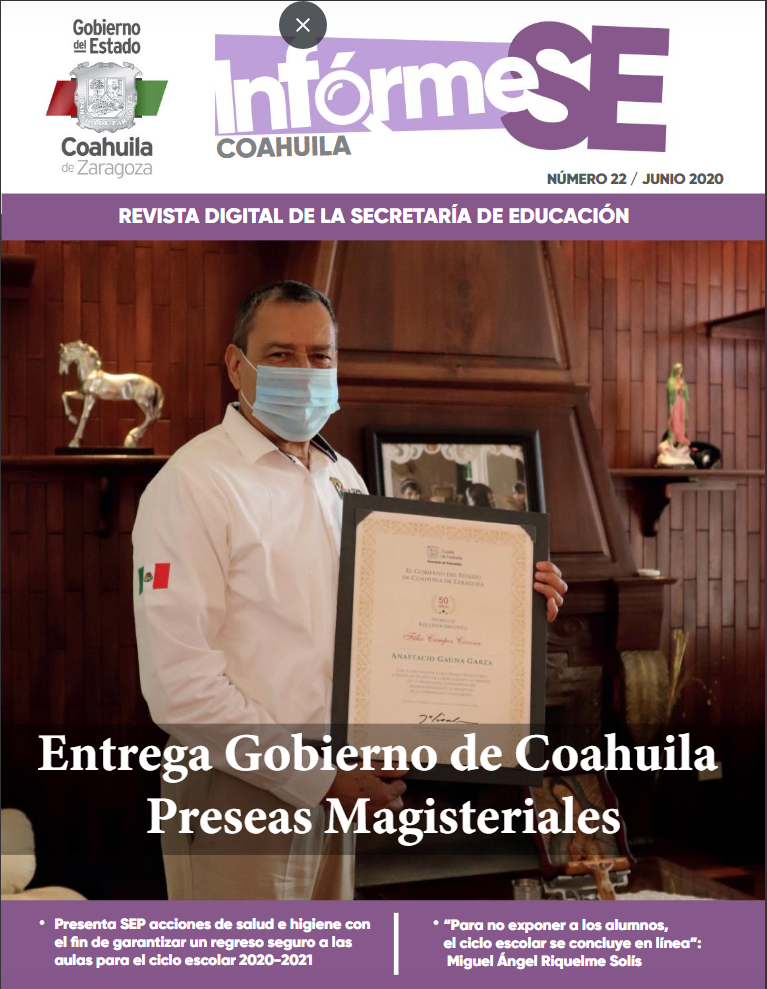 Gobierno
del Estado
Coahuila
de Zaragoza
InfórmeSE
COAHUILA
NÚMERO 22 / JUNIO 2020
REVISTA DIGITAL DE LA SECRETARÍA DE EDUCACIÓN
EL GOBIERNO DEL ESTADO
DE COAHUILA DE ZARAGOZA
50
RECONOCIMIENTO
ANASTACIO GAUNA GARZA
Entrega Gobierno de Coahuila
Preseas Magisteriales
• Presenta SEP acciones de salud e higiene con
el fin de garantizar un regreso seguro a las
aulas para el ciclo escolar 2020-2021
• “Para no exponer a los alumnos,
el ciclo escolar se concluye en línea”:
Miguel Ángel Riquelme Solís